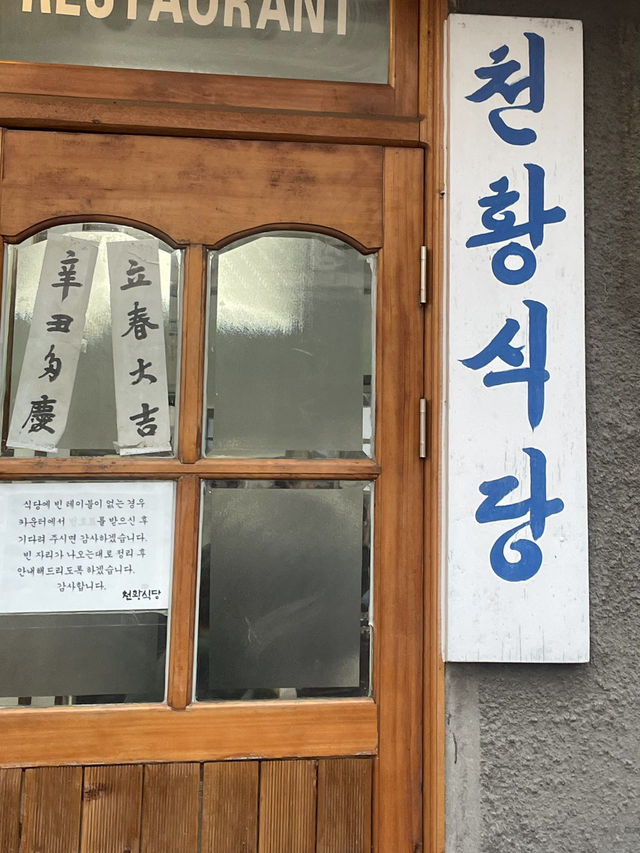 RESTAURANT
천황식당
立春大吉
辛丑多慶
식당에 빈 테이블이 없는 경우
카운터에서 를 받으신 후
기다려 주시면 감사하겠습니다.
빈 자리가 나오는대로 정리 후
안내해드리도록 하겠습니다.
감사합니다.
천황식당